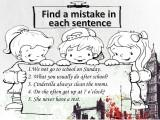 Find a mistake in
each sentence
1. We not go to school on Sunday.
2. What you usually do after school?
3. Cinderella always clean the room.
4. Do she often get up at 7 o'clock?
5. She never have a rest.